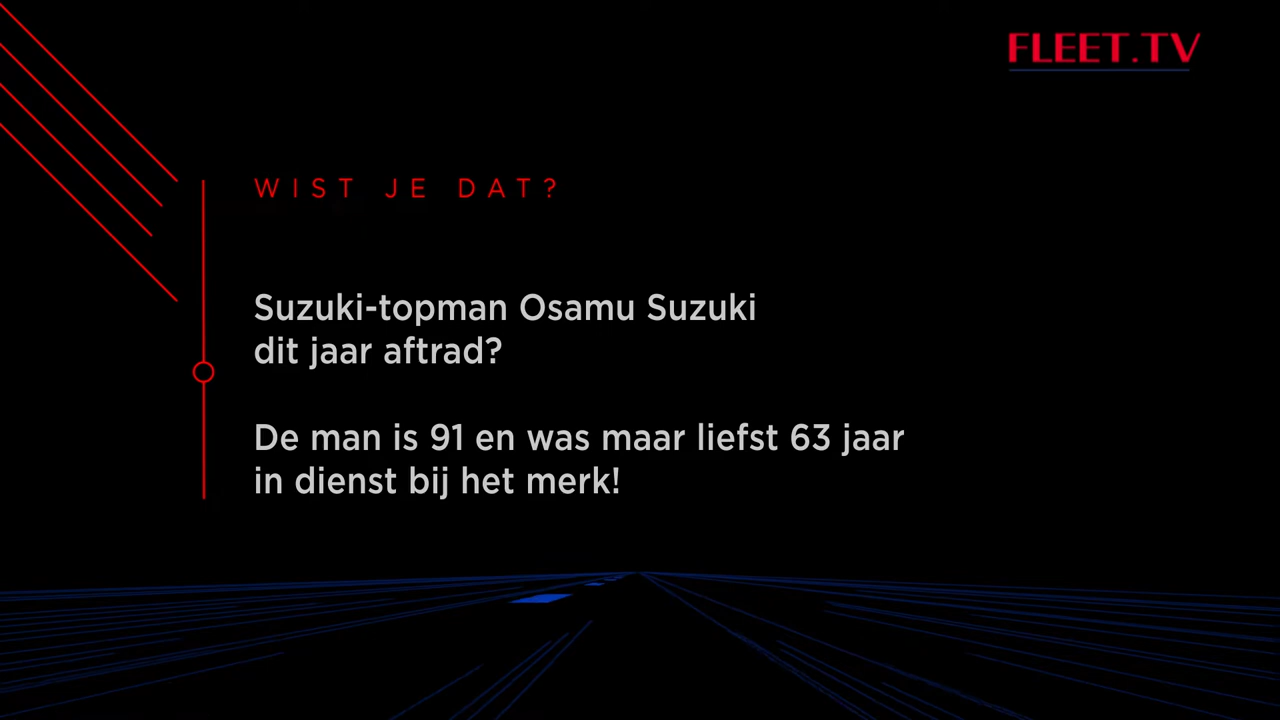 FLEET.TV
WIST JE DAT?
Suzuki-topman Osamu Suzuki
dit jaar aftrad?
De man is 91 en was maar liefst 63 jaar
in dienst bij het merk!